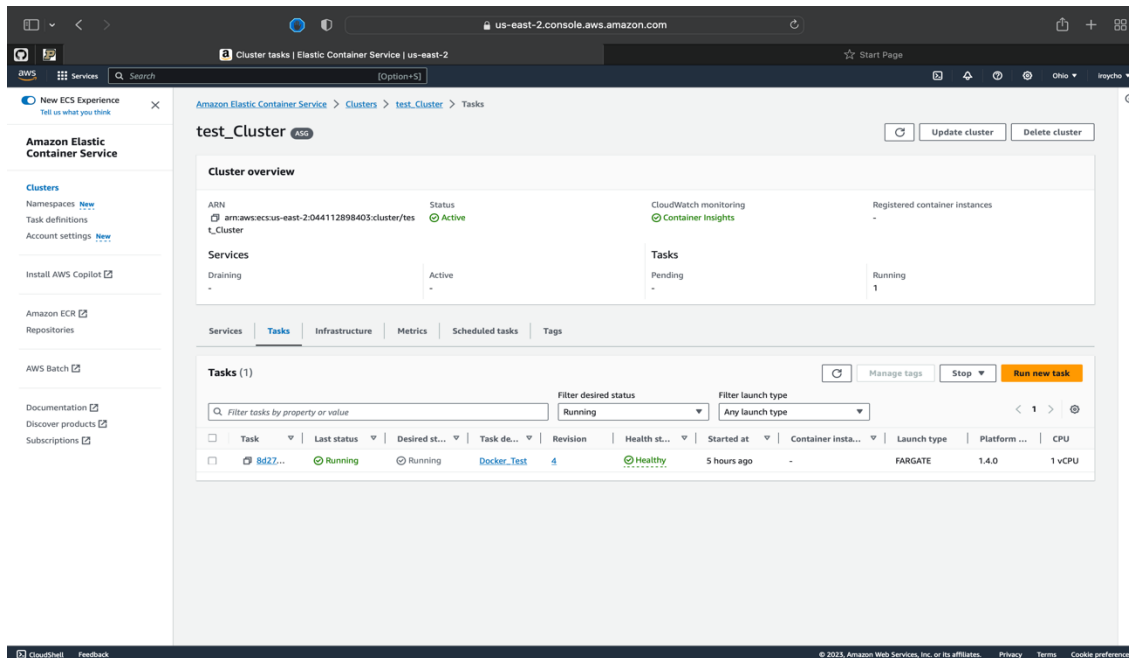 us-east-2.console.aws.amazon.com
Cluster tasks | Elastic Container Service | us-east-2
Start Page
aws Services Search [Option+S] Ohio iroycho
New ECS Experience
Tell us what you think
Amazon Elastic Container Service
Clusters
Namespaces New
Task definitions
Account settings New
Install AWS Copilot
Amazon ECR
Repositories
AWS Batch
Documentation
Discover products
Subscriptions
Amazon Elastic Container Service > Clusters > test_Cluster > Tasks
test_Cluster ASG
Update cluster Delete cluster
Cluster overview
ARN Status CloudWatch monitoring Registered container instances
arn:aws:ecs:us-east-2:044112898403:cluster/tes Active Container Insights -
t_Cluster
Services Tasks
Draining Active Pending Running
- - - 1
Services Tasks Infrastructure Metrics Scheduled tasks Tags
Tasks (1) Manage tags Stop Run new task
Filter desired status Filter launch type
Filter tasks by property or value Running Any launch type < 1 >
Task Last status Desired st... Task de... Revision Health st... Started at Container insta... Launch type Platform ... CPU
8d27... Running Running Docker_Test 4 Healthy 5 hours ago - FARGATE 1.4.0 1 vCPU
CloudShell Feedback © 2023, Amazon Web Services, Inc. or its affiliates. Privacy Terms Cookie preference